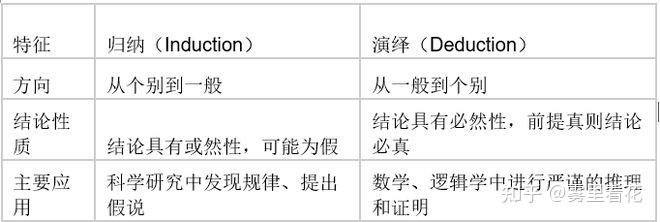 特征
归纳（Induction）
演绎（Deduction）
方向
从个别到一般
从一般到个别
结论性
质
结论具有或然性，可能为假
结论具有必然性，前提真则结论
必真
主要应
用
科学研究中发现规律、提出
假说
数学、逻辑学中进行严谨的推理
和证明
知乎 @雾里看花